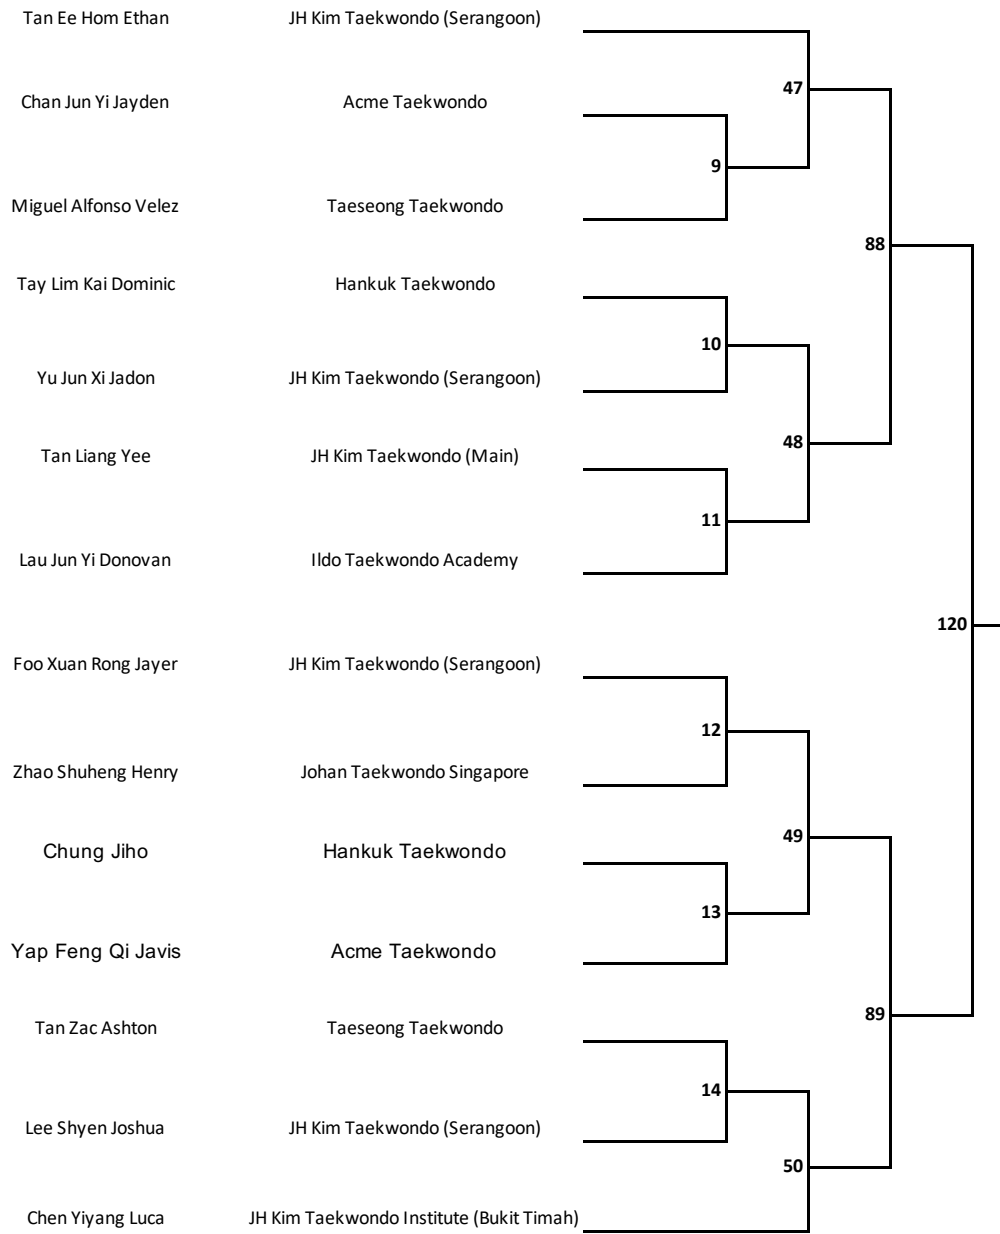 Tan Ee Hom Ethan JH Kim Taekwondo (Serangoon)
47
Chan Jun Yi Jayden Acme Taekwondo
9
Miguel Alfonso Velez Taeseong Taekwondo
88
Tay Lim Kai Dominic Hankuk Taekwondo
10
Yu Jun Xi Jadon JH Kim Taekwondo (Serangoon)
48
Tan Liang Yee JH Kim Taekwondo (Main)
11
Lau Jun Yi Donovan Ildo Taekwondo Academy
120
Foo Xuan Rong Jayer JH Kim Taekwondo (Serangoon)
12
Zhao Shuheng Henry Johan Taekwondo Singapore
49
Chung Jiho Hankuk Taekwondo
13
Yap Feng Qi Javis Acme Taekwondo
89
Tan Zac Ashton Taeseong Taekwondo
14
Lee Shyen Joshua JH Kim Taekwondo (Serangoon)
50
Chen Yiyang Luca JH Kim Taekwondo Institute (Bukit Timah)